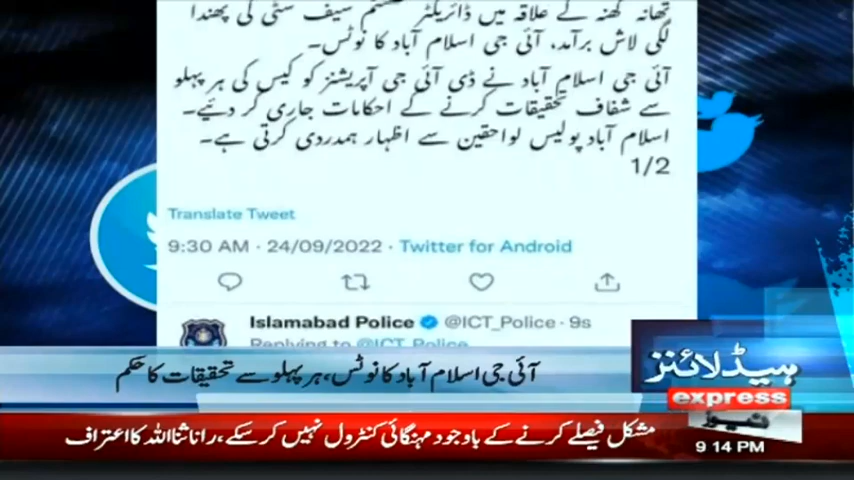 تھانہ کھنہ کے علاقہ میں ڈائریکٹر سسٹم سیف سٹی کی پھندا
لگی لاش برآمد، آئی جی اسلام آباد کا نوٹس۔
آئی جی اسلام آباد نے ڈی آئی جی آپریشنز کو کیس کی ہر پہلو
سے شفاف تحقیقات کرنے کے احکامات جاری کر دئیے۔
اسلام آباد پولیس لواحقین سے اظہار ہمدردی کرتی ہے۔
1/2
Translate Tweet
9:30 AM · 24/09/2022 · Twitter for Android
Islamabad Police @ICT_Police · 9s
Replying to @ICT_Police
آئی جی اسلام آباد کا نوٹس، ہر پہلو سے تحقیقات کا حکم
ہیڈلائنز
express
نیوز
مشکل فیصلے کرنے کے باوجود مہنگائی کنٹرول نہیں کر سکے، رانا ثنا اللہ کا اعتراف
9:14 PM